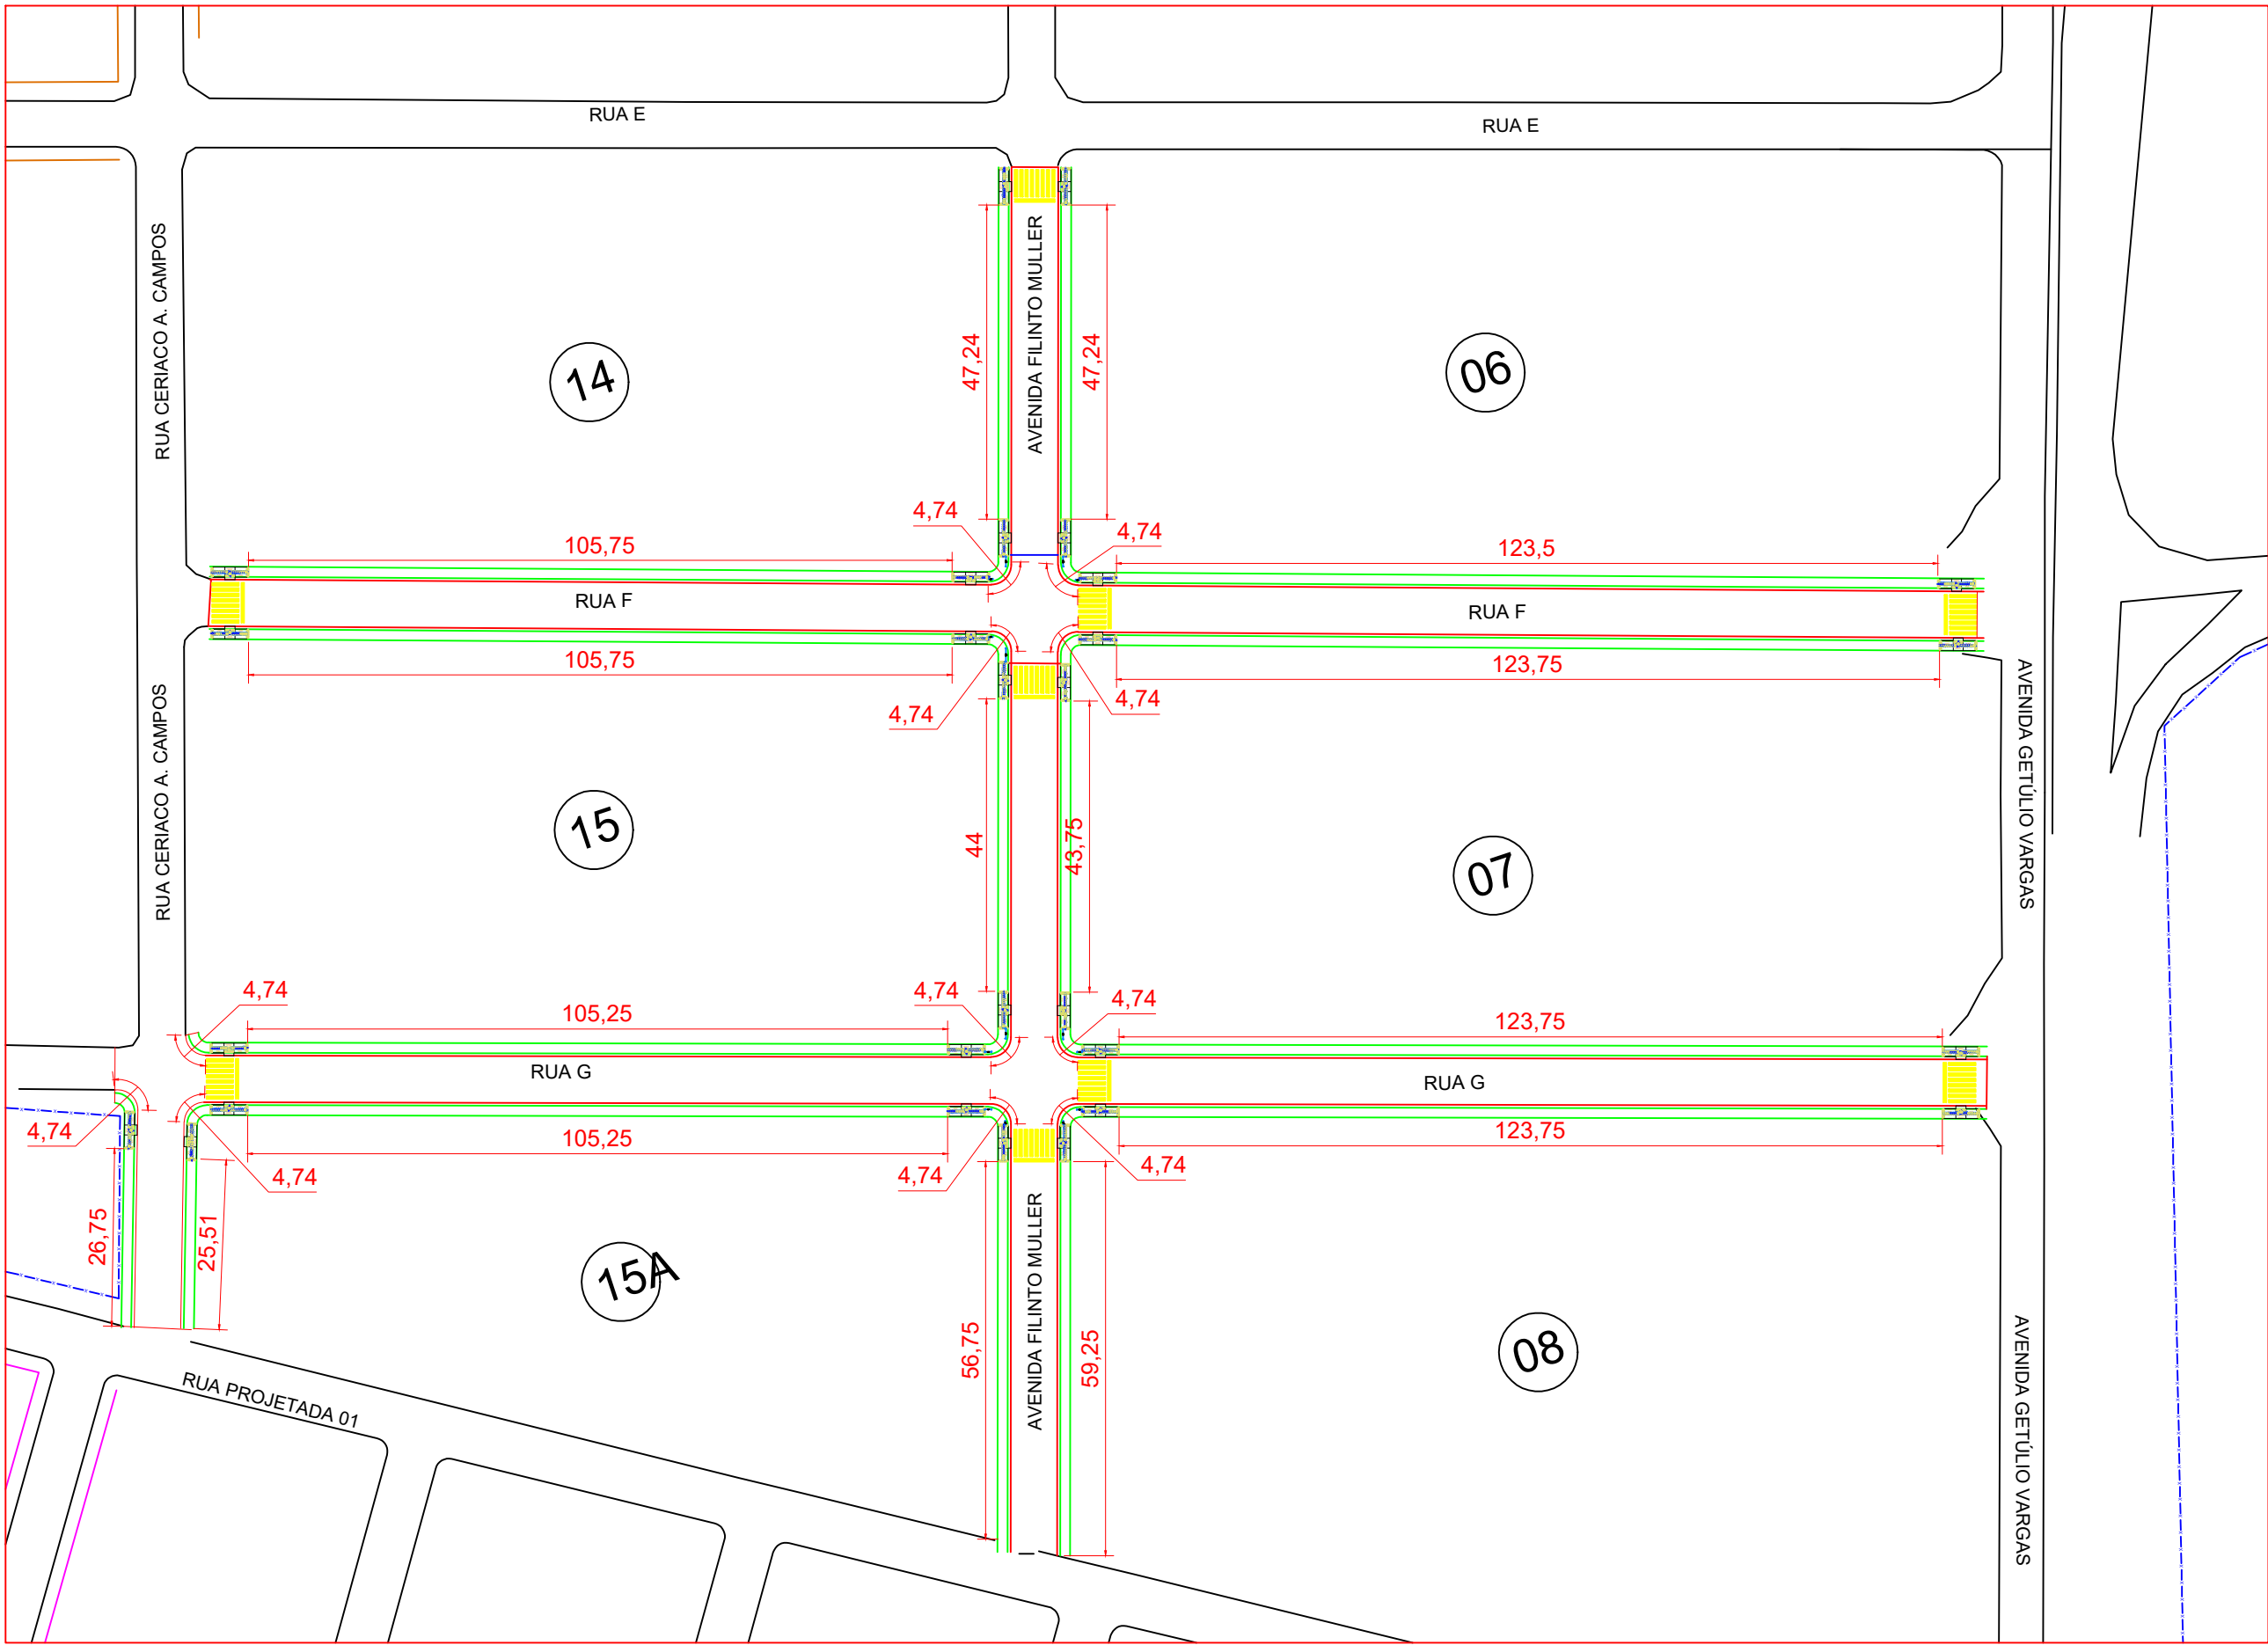 RUA E
RUA E
RUA CERIACO A. CAMPOS
14
47,24
AVENIDA FILINTO MULLER
47,24
06
4,74
4,74
105,75
123,5
RUA F
RUA F
105,75
123,75
4,74
4,74
RUA CERIACO A. CAMPOS
AVENIDA GETÚLIO VARGAS
15
44
43,75
07
4,74
4,74
4,74
105,25
123,75
RUA G
RUA G
4,74
105,25
123,75
4,74
4,74
4,74
26,75
25,51
15A
56,75
AVENIDA FILINTO MULLER
59,25
08
AVENIDA GETÚLIO VARGAS
RUA PROJETADA 01